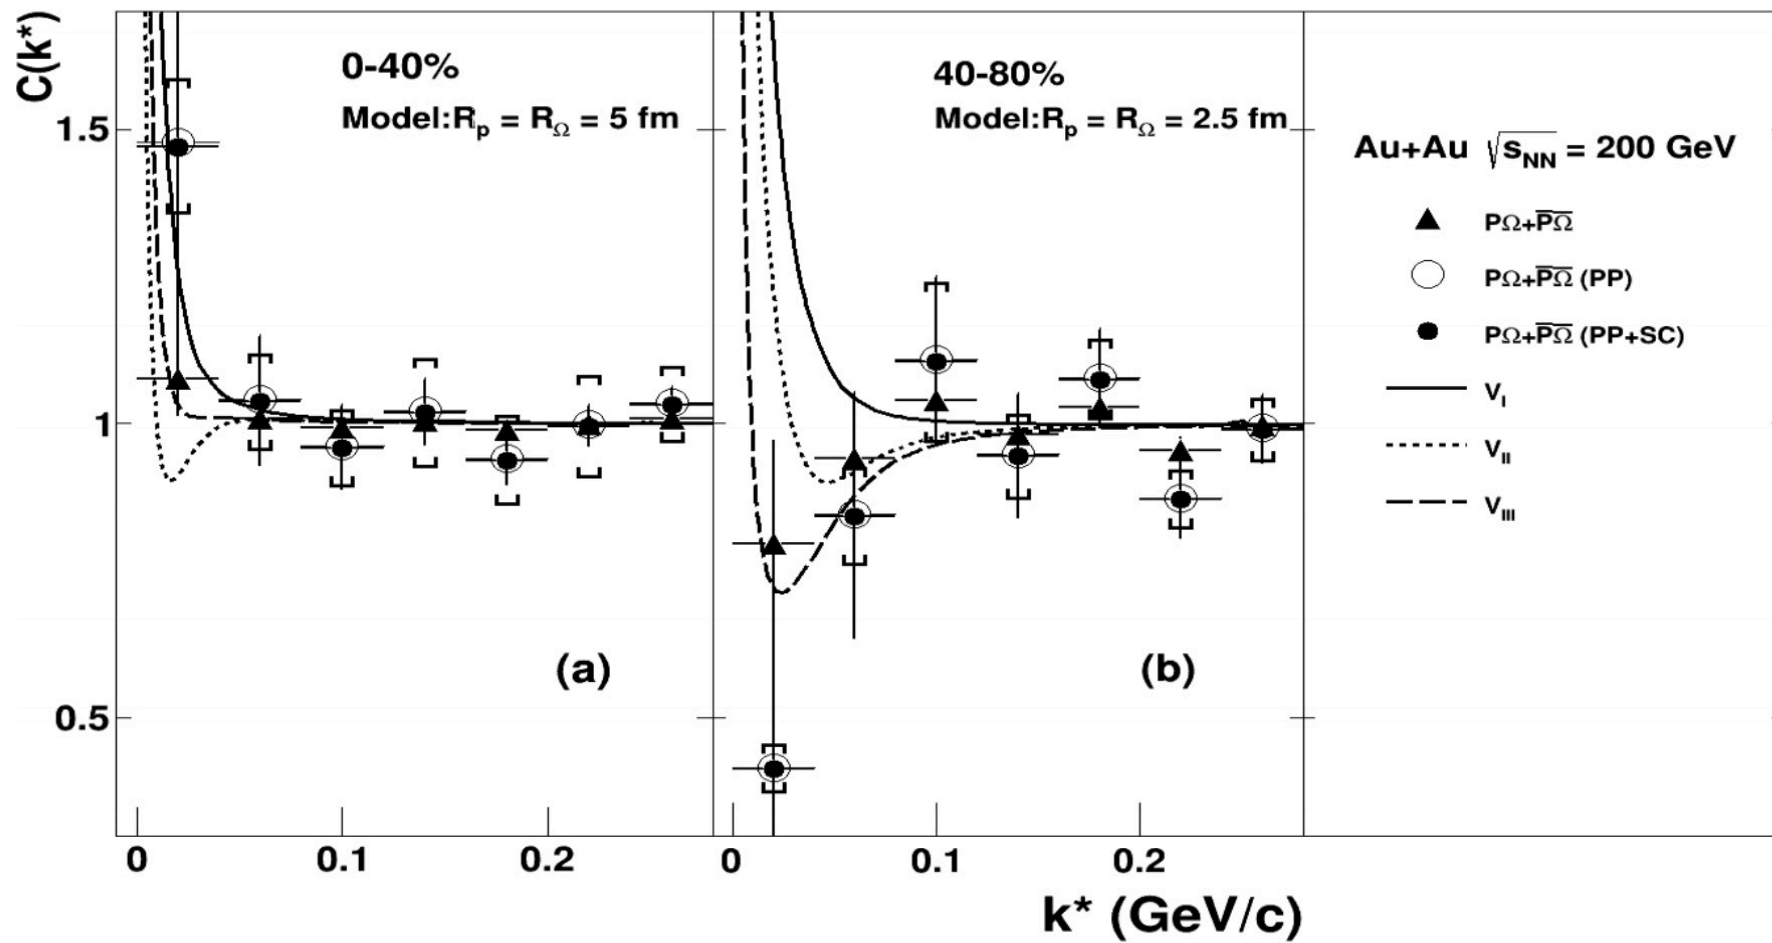 C(k*)
1.5
1
0.5
0-40%
Model:Rₚ = R_Ω = 5 fm
(a)
0
0.1
0.2
40-80%
Model:Rₚ = R_Ω = 2.5 fm
(b)
0
0.1
0.2
k* (GeV/c)
Au+Au √s_NN = 200 GeV
PΩ+P̅Ω̅
PΩ+P̅Ω̅ (PP)
PΩ+P̅Ω̅ (PP+SC)
V_I
V_II
V_III